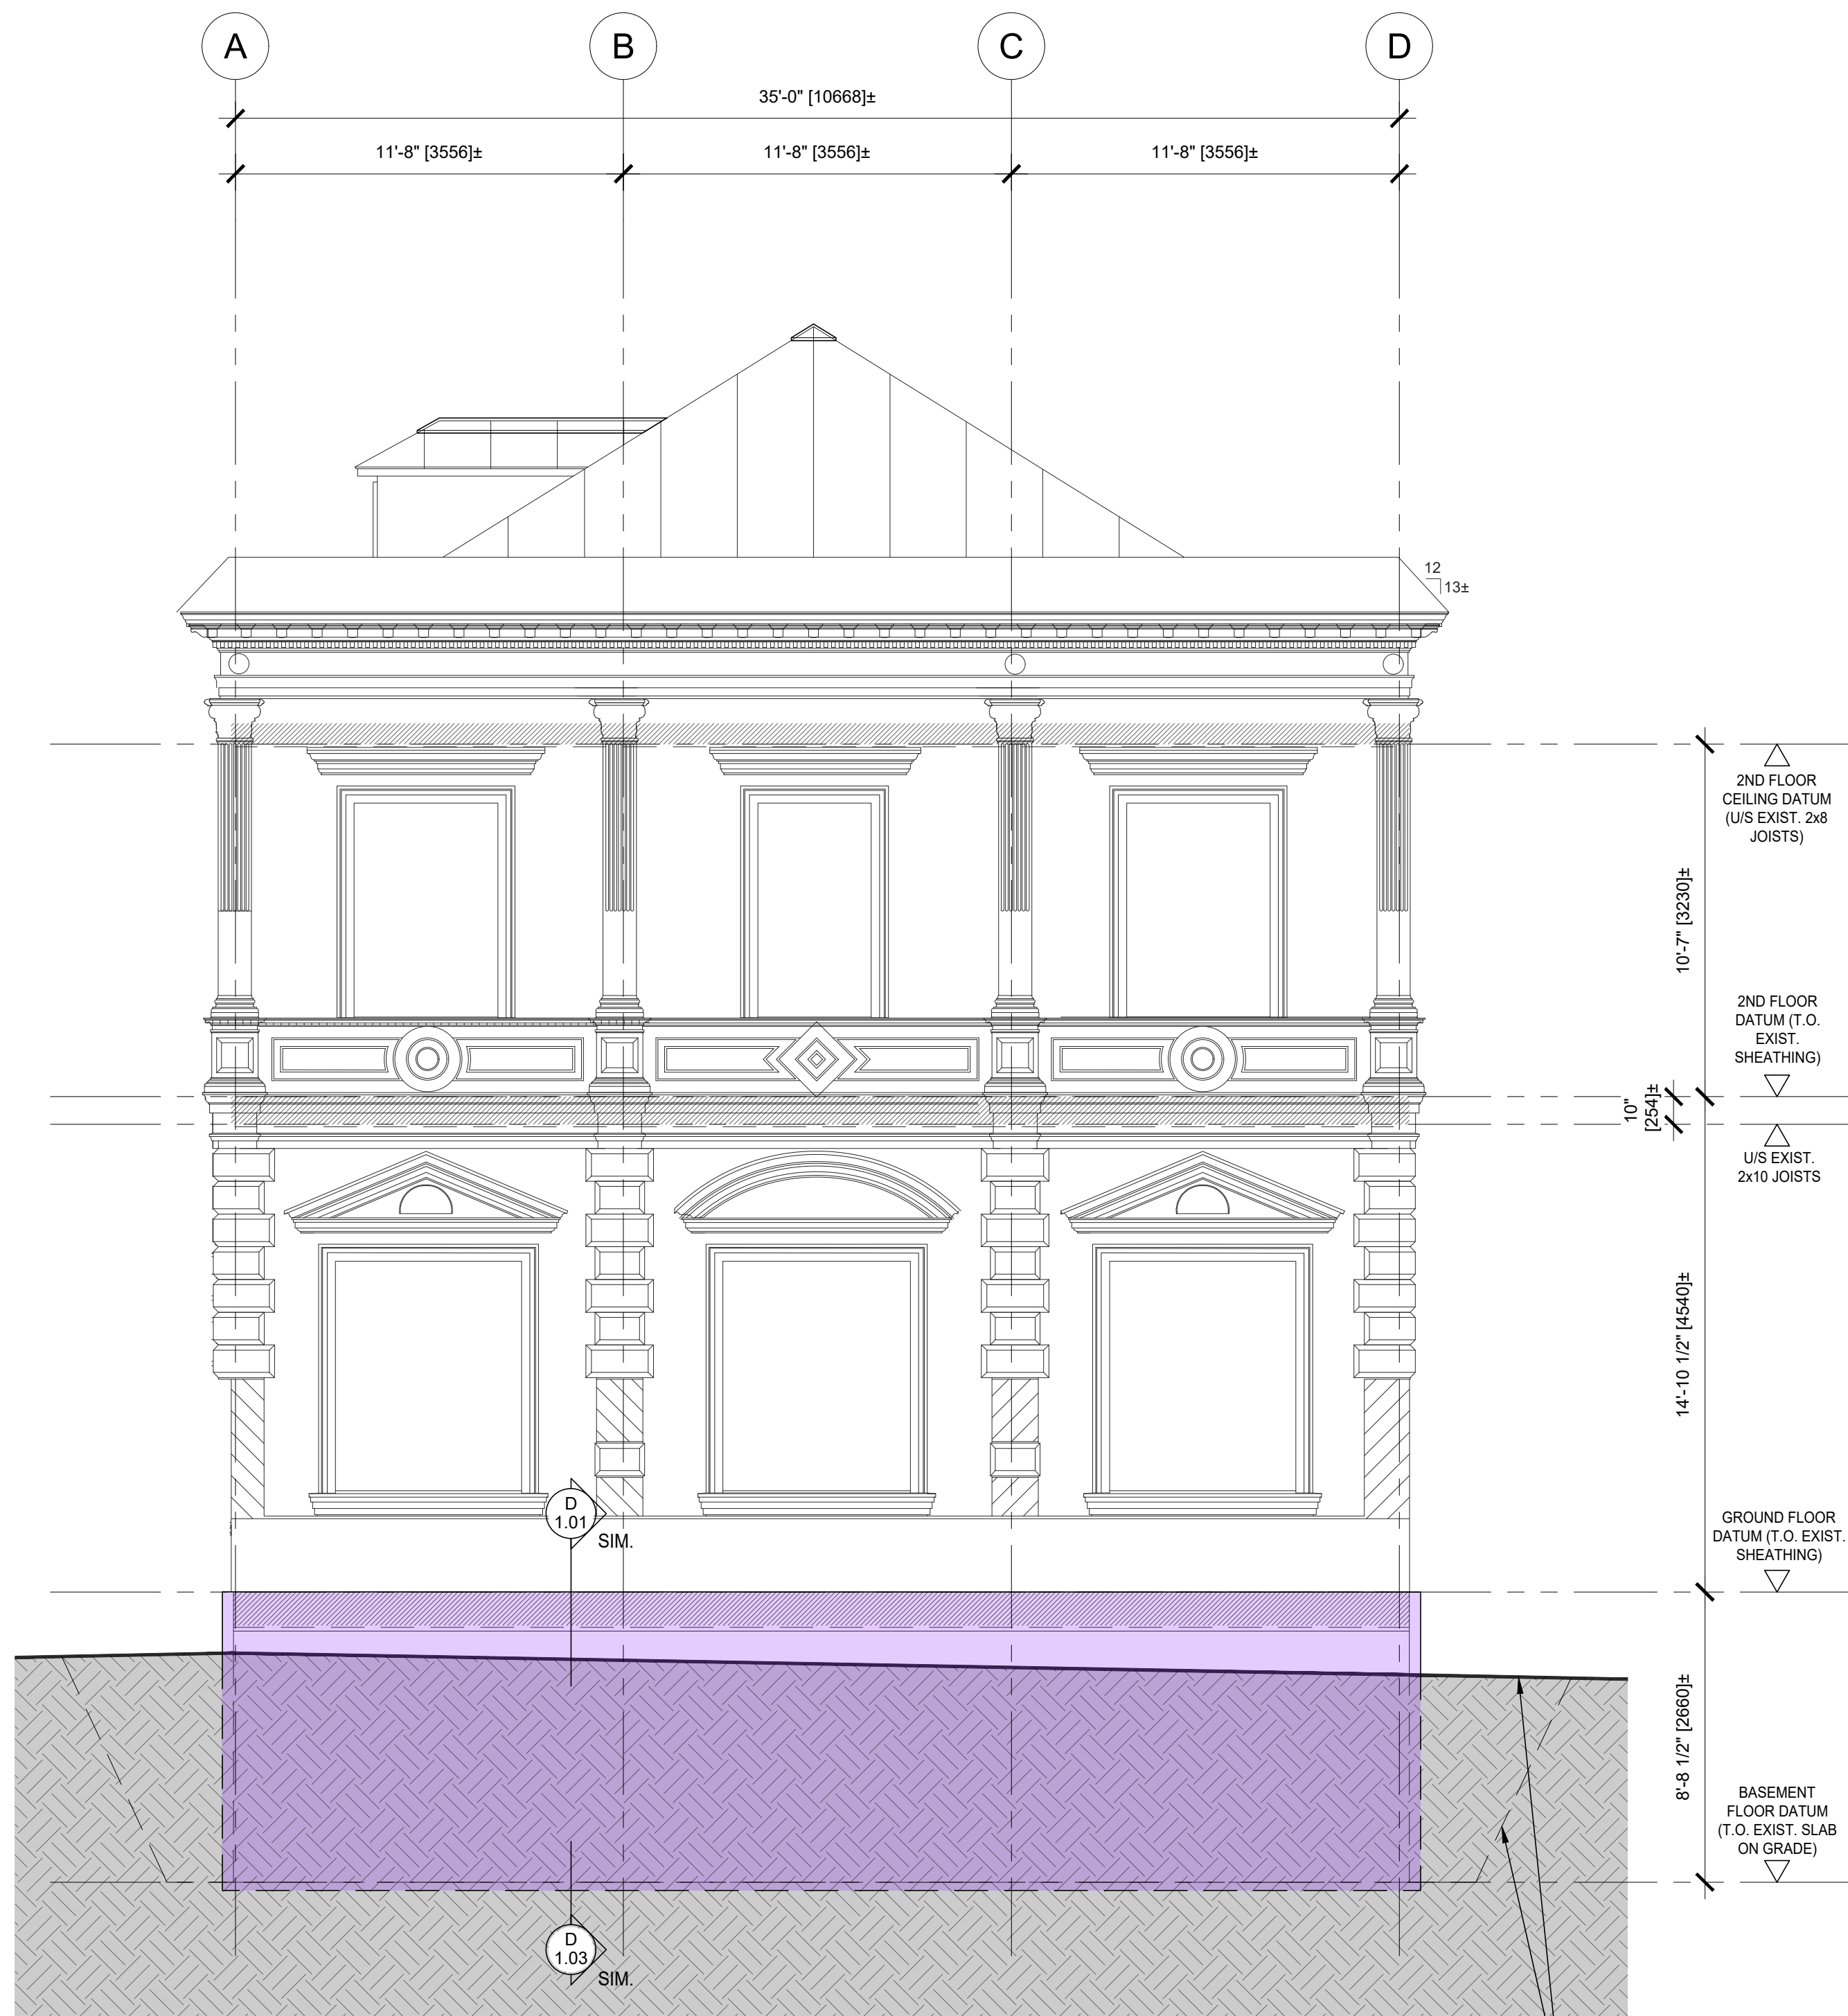 A
B
C
D
35'-0" [10668]±
11'-8" [3556]±
11'-8" [3556]±
11'-8" [3556]±
12
13±
2ND FLOOR
CEILING DATUM
(U/S EXIST. 2x8
JOISTS)
10'-7" [3230]±
2ND FLOOR
DATUM (T.O.
EXIST.
SHEATHING)
10"
[254]±
U/S EXIST.
2x10 JOISTS
14'-10 1/2" [4540]±
D
1.01
SIM.
GROUND FLOOR
DATUM (T.O. EXIST.
SHEATHING)
8'-8 1/2" [2660]±
BASEMENT
FLOOR DATUM
(T.O. EXIST. SLAB
ON GRADE)
D
1.03
SIM.